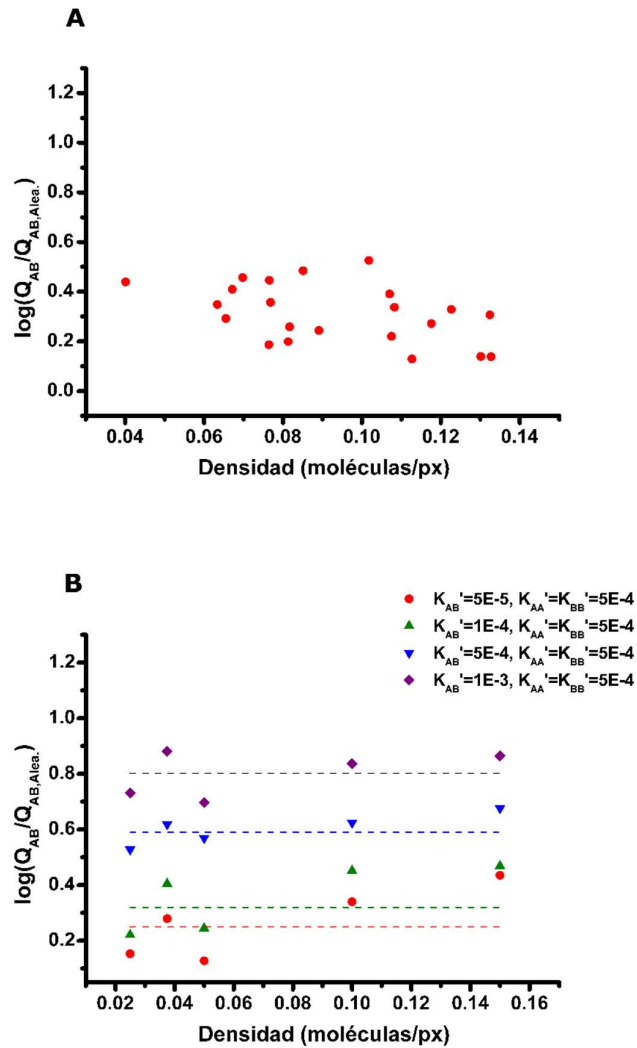 A
log(Q_AB/Q_AB,Alea.)
1.2
1.0
0.8
0.6
0.4
0.2
0.0
0.04 0.06 0.08 0.10 0.12 0.14
Densidad (moléculas/px)
B
K_AB'=5E-5, K_AA'=K_BB'=5E-4
K_AB'=1E-4, K_AA'=K_BB'=5E-4
K_AB'=5E-4, K_AA'=K_BB'=5E-4
K_AB'=1E-3, K_AA'=K_BB'=5E-4
log(Q_AB/Q_AB,Alea.)
1.2
1.0
0.8
0.6
0.4
0.2
0.02 0.04 0.06 0.08 0.10 0.12 0.14 0.16
Densidad (moléculas/px)